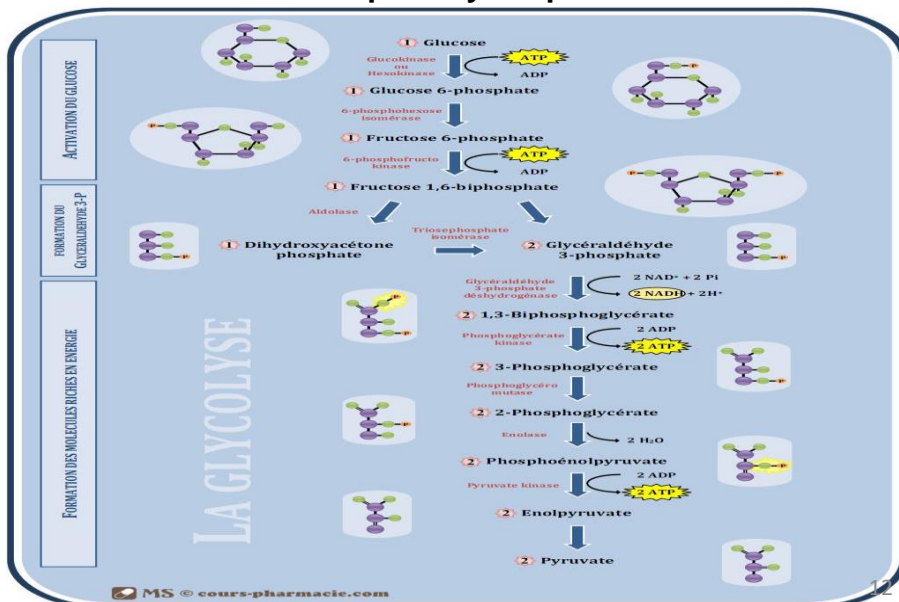 ACTIVATION DU GLUCOSE
1 Glucose
Glucokinase
ou
Hexokinase
ATP
ADP
1 Glucose 6-phosphate
6-phosphohexose
isomérase
1 Fructose 6-phosphate
6-phosphofructo
kinase
ATP
ADP
1 Fructose 1,6-biphosphate
FORMATION DU
GLYCERALDEHYDE 3-P
Aldolase
Triosephosphate
isomérase
1 Dihydroxyacétone
phosphate
2 Glycéraldéhyde
3-phosphate
FORMATION DES MOLECULES RICHES EN ENERGIE
LA GLYCOLYSE
Glycéraldéhyde
3-phosphate
déshydrogénase
2 NAD+ + 2 Pi
2 NADH + 2H+
2 1,3-Biphosphoglycérate
Phosphoglycérate
kinase
2 ADP
2 ATP
2 3-Phosphoglycérate
Phosphoglycéro
mutase
2 2-Phosphoglycérate
Enolase
2 H₂O
2 Phosphoénolpyruvate
Pyruvate kinase
2 ADP
2 ATP
2 Enolpyruvate
2 Pyruvate
MS © cours-pharmacie.com
12